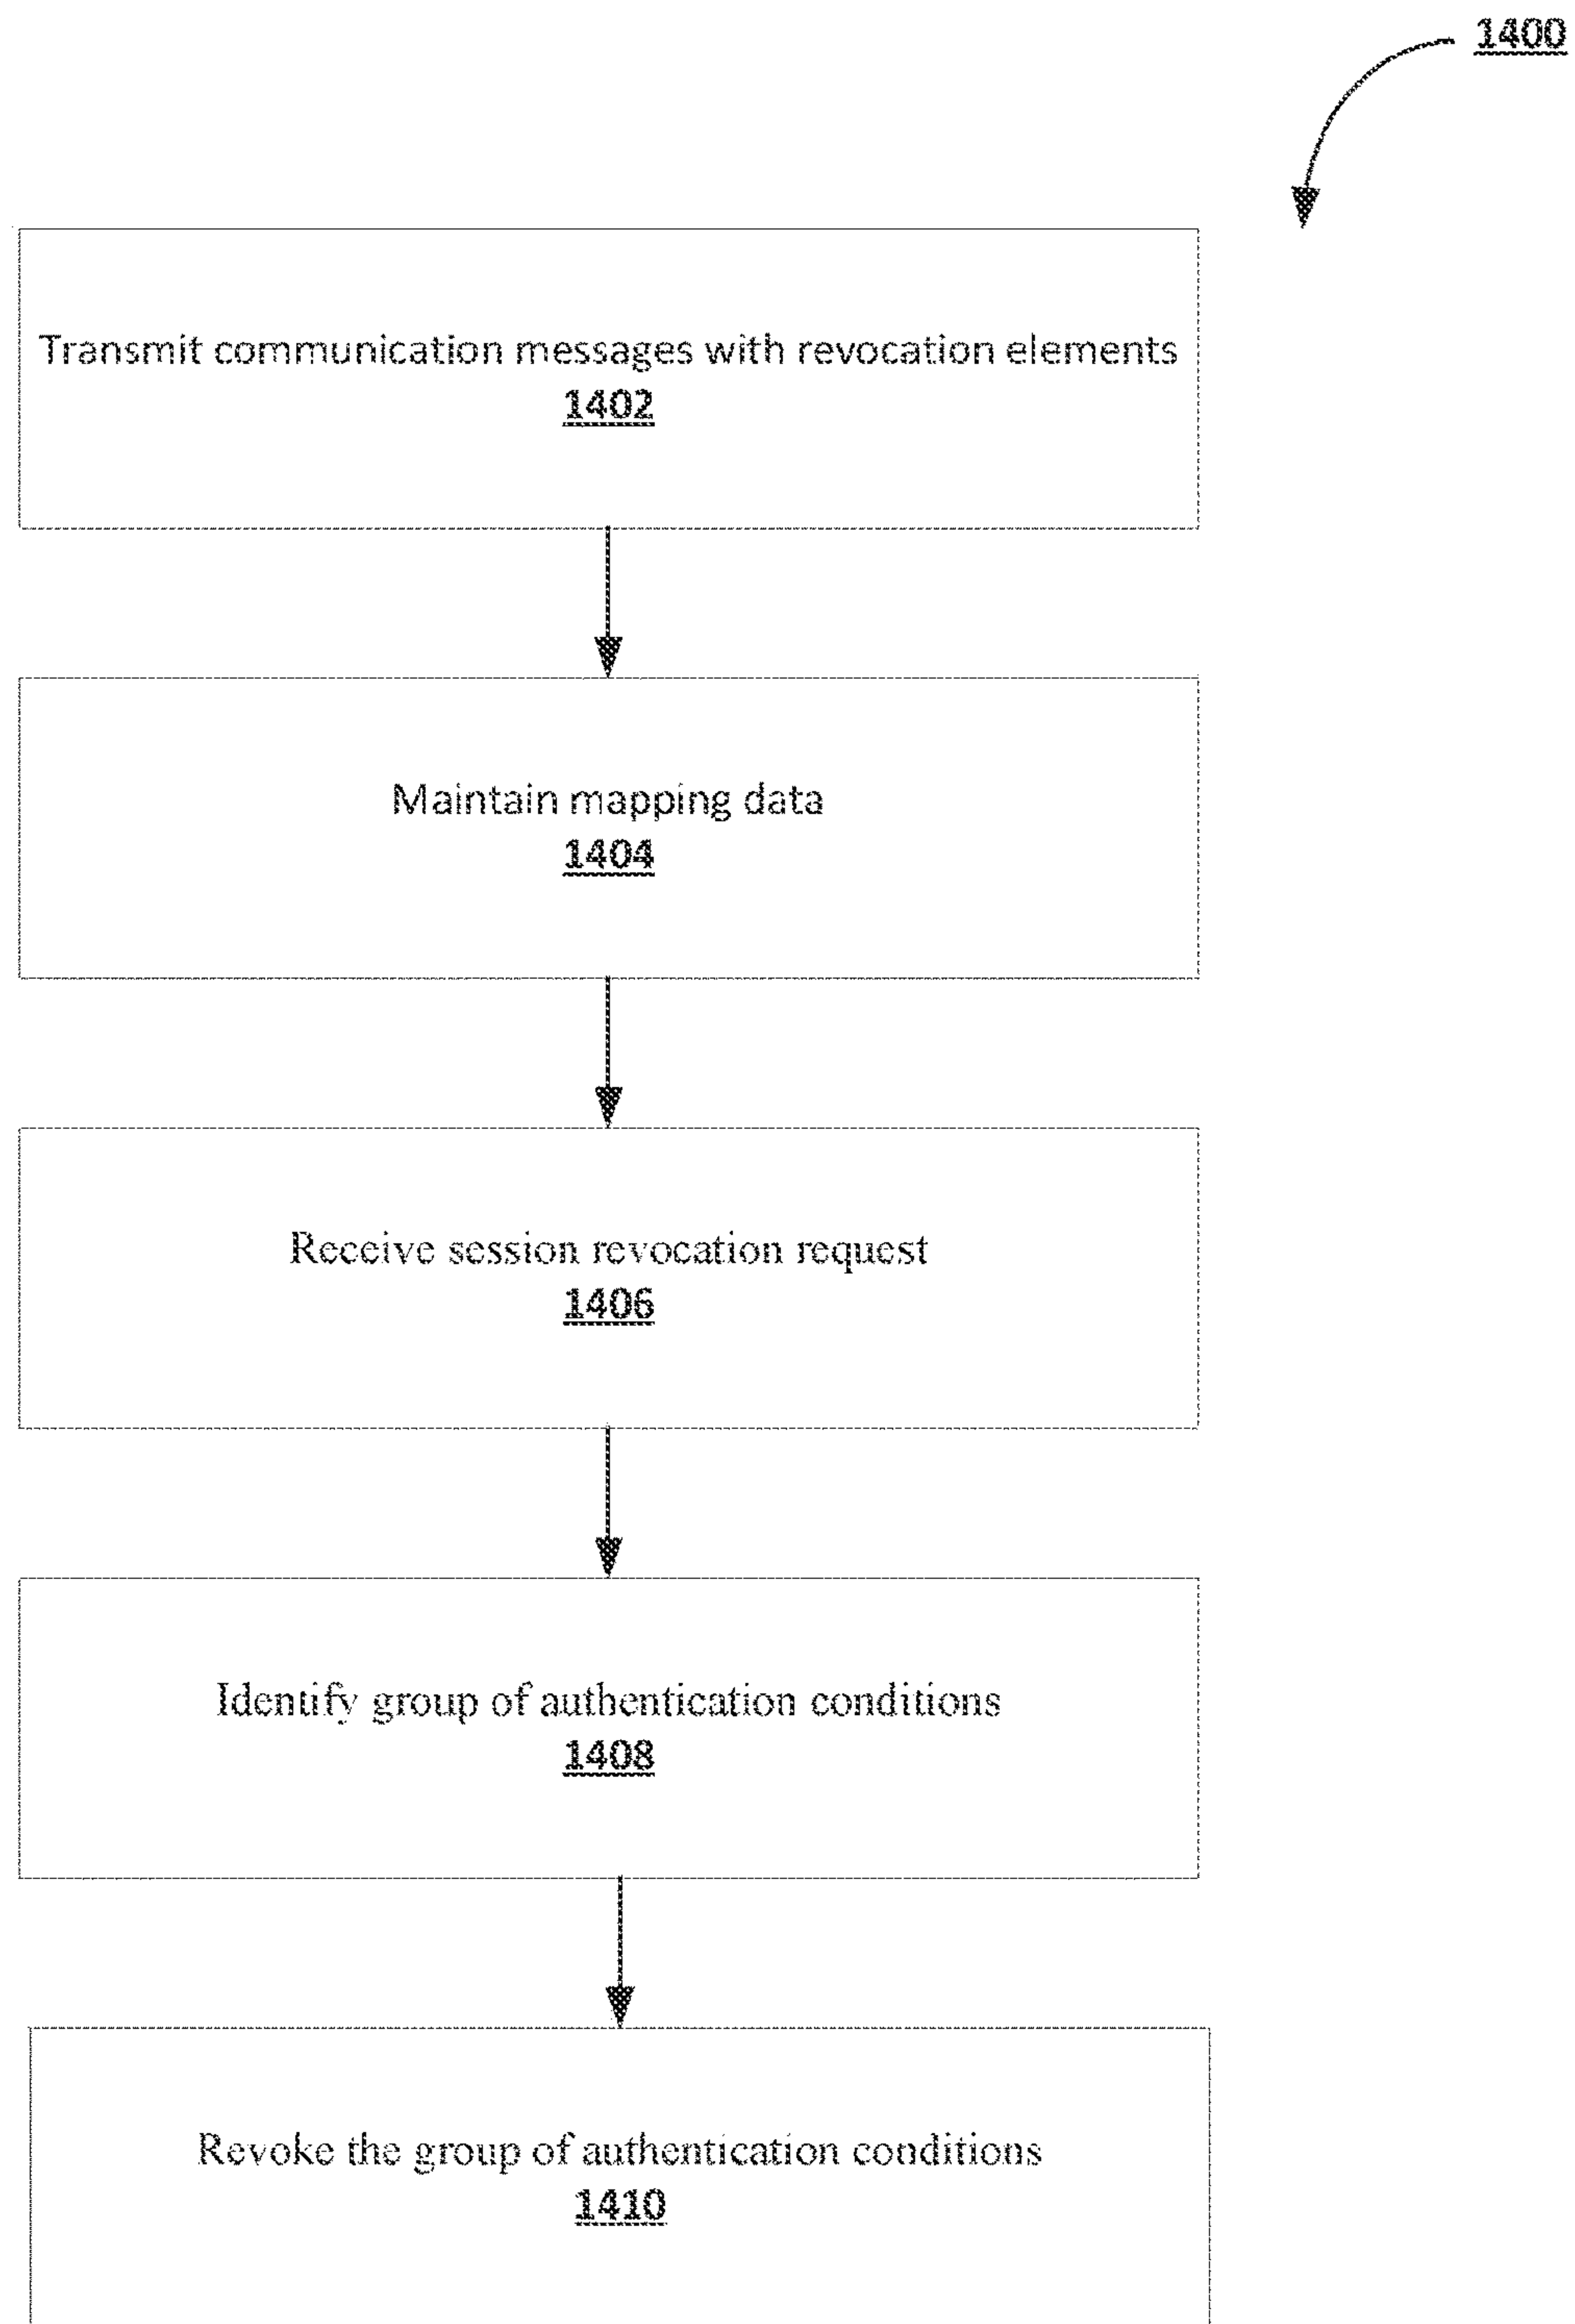 1400
Transmit communication messages with revocation elements
1402
Maintain mapping data
1404
Receive session revocation request
1406
Identify group of authentication conditions
1408
Revoke the group of authentication conditions
1410